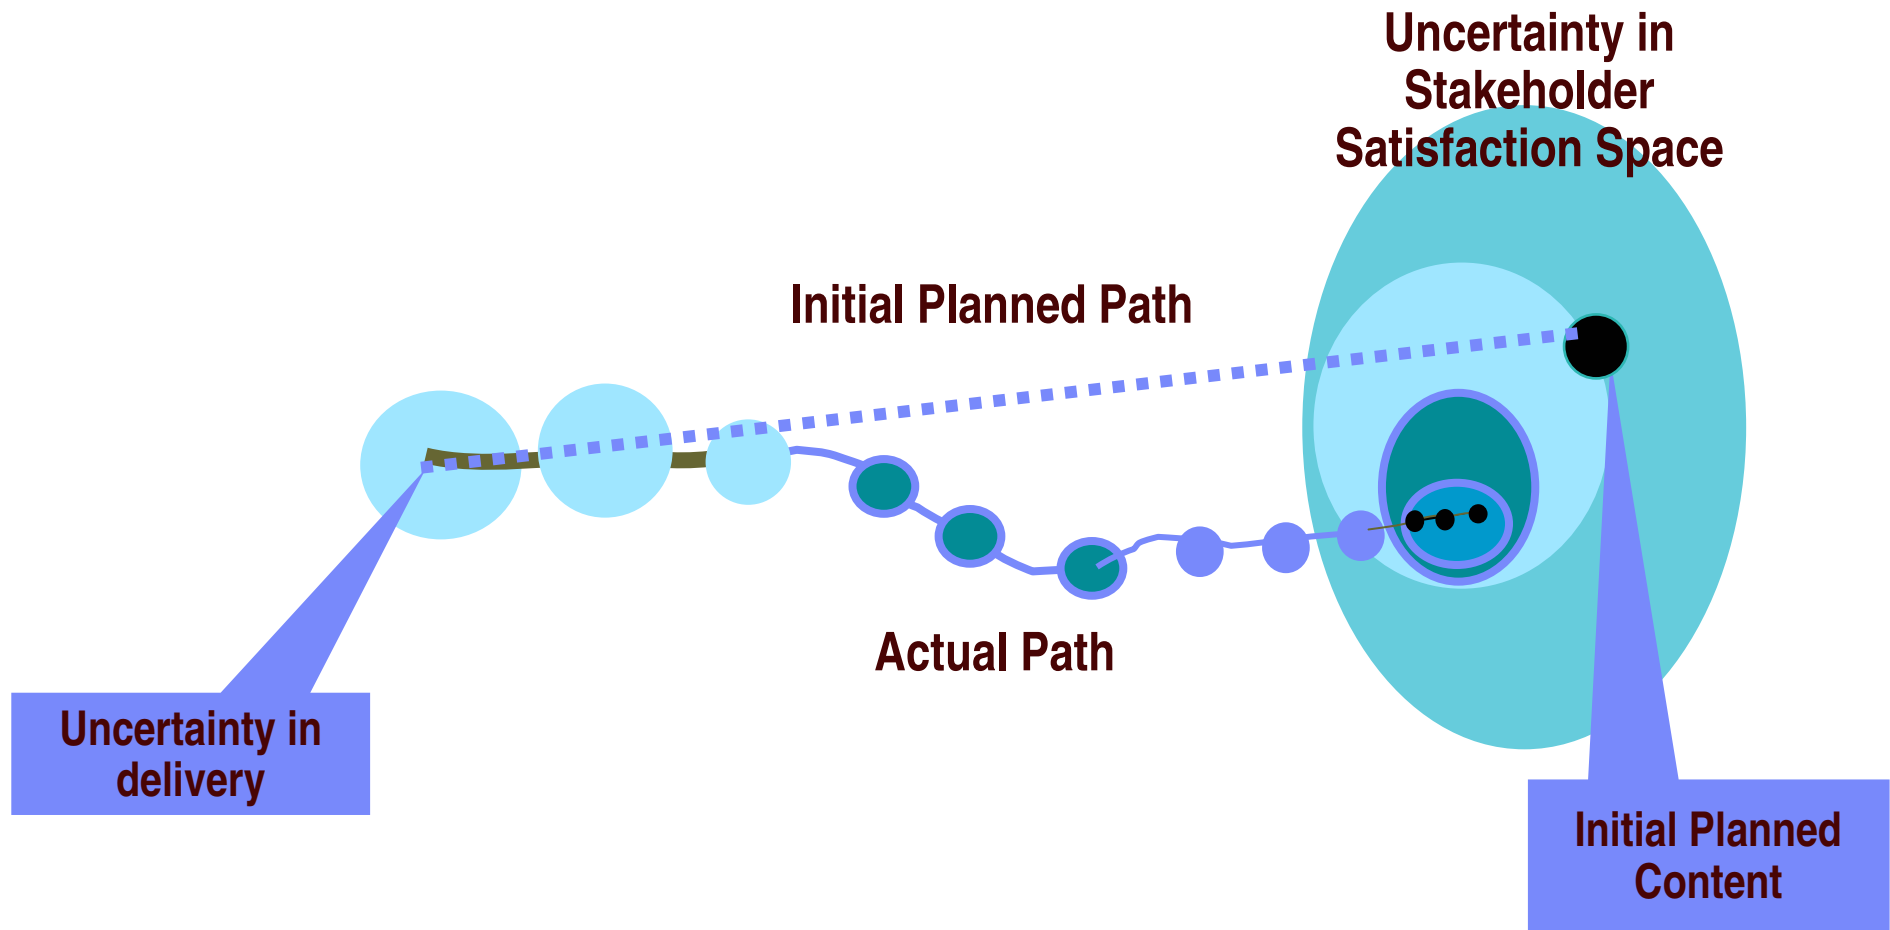 Uncertainty in
Stakeholder
Satisfaction Space
Initial Planned Path
Actual Path
Uncertainty in
delivery
Initial Planned
Content